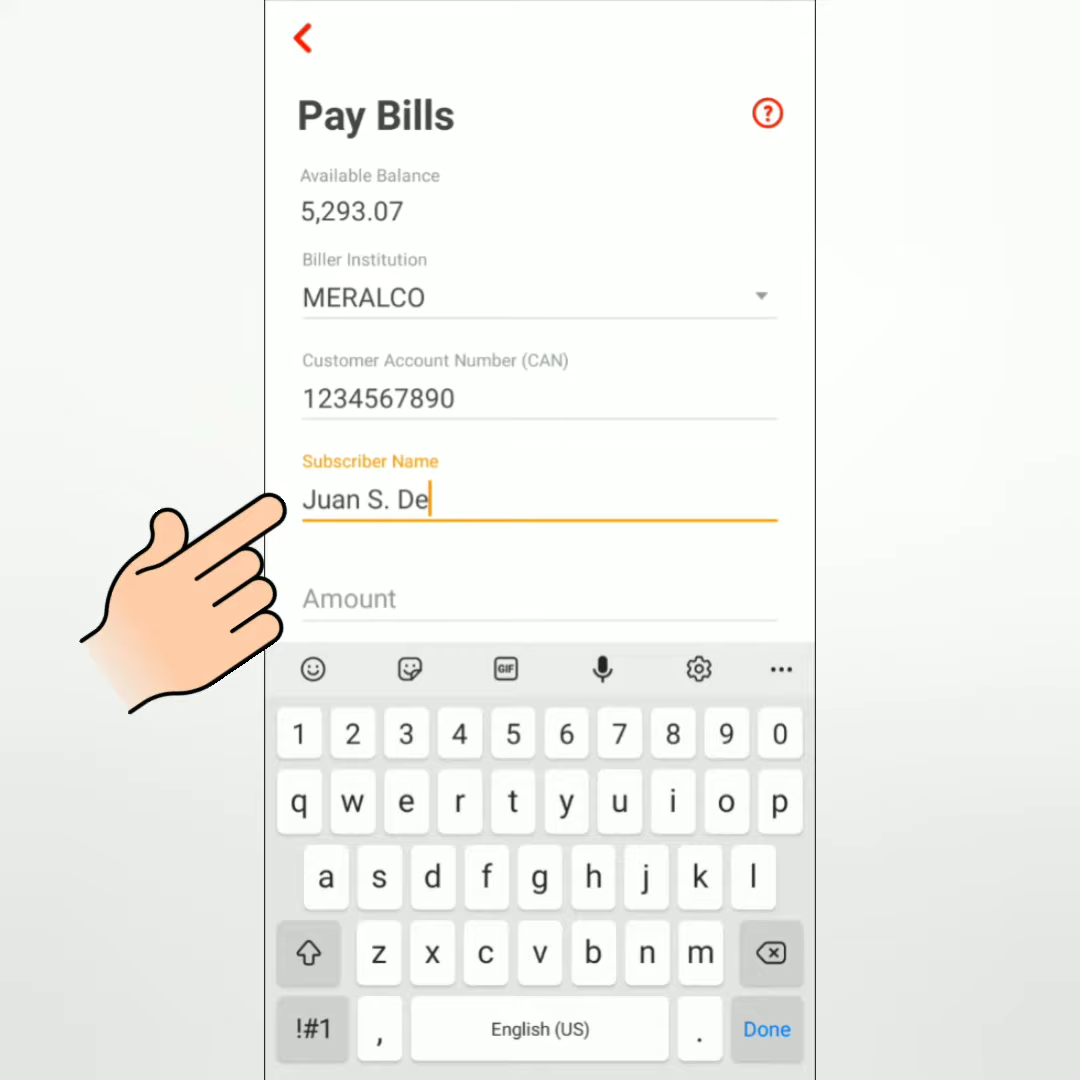 Pay Bills
?
Available Balance
5,293.07
Biller Institution
MERALCO
Customer Account Number (CAN)
1234567890
Subscriber Name
Juan S. De
Amount
GIF
1 2 3 4 5 6 7 8 9 0
q w e r t y u i o p
a s d f g h j k l
z x c v b n m
!#1 , English (US) . Done